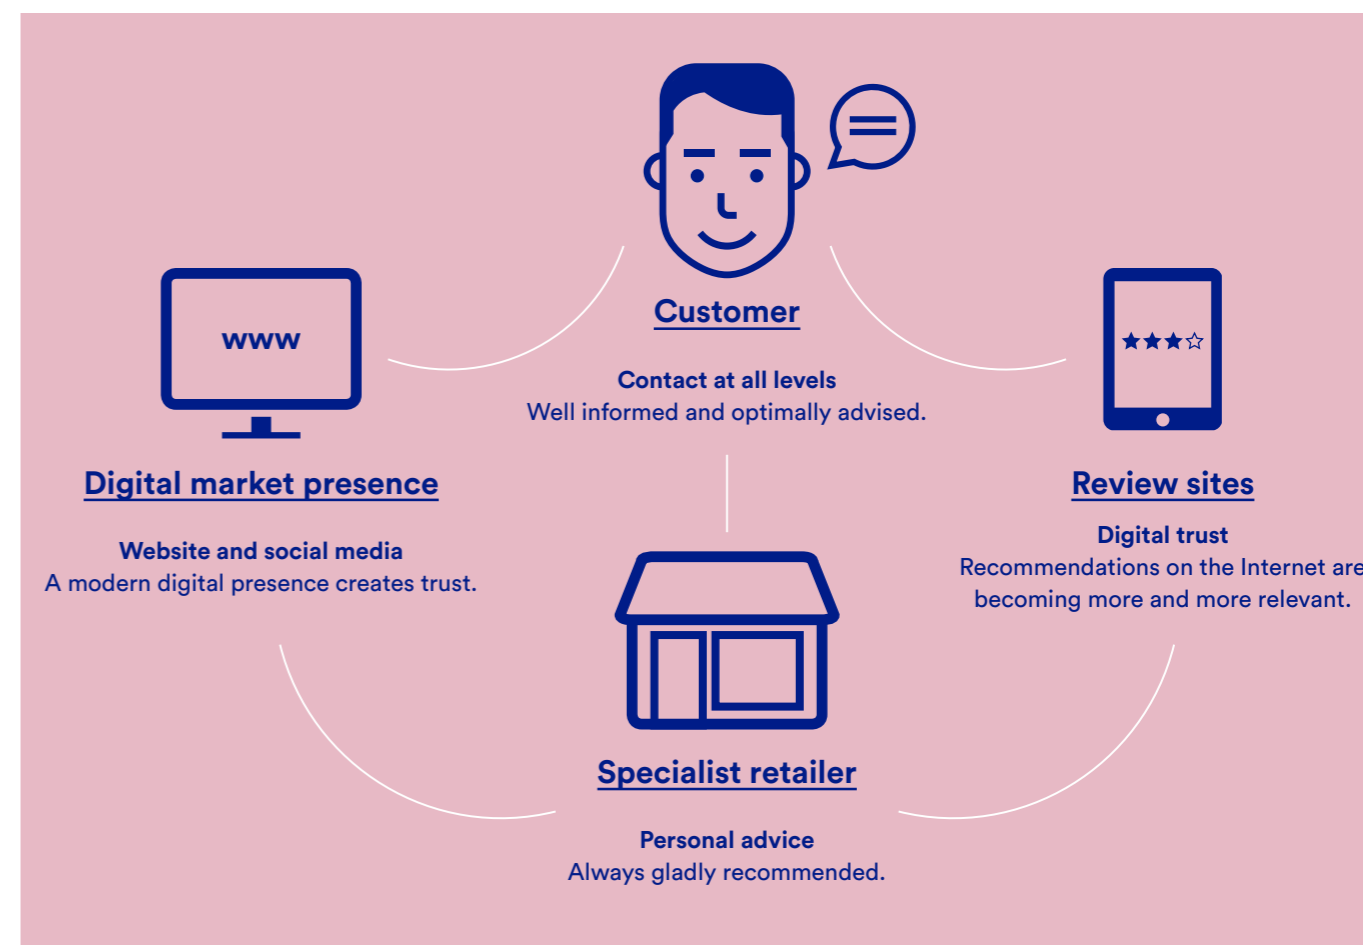 www
Customer
Contact at all levels
Well informed and optimally advised.
Digital market presence
Website and social media
A modern digital presence creates trust.
Review sites
Digital trust
Recommendations on the Internet are
becoming more and more relevant.
Specialist retailer
Personal advice
Always gladly recommended.